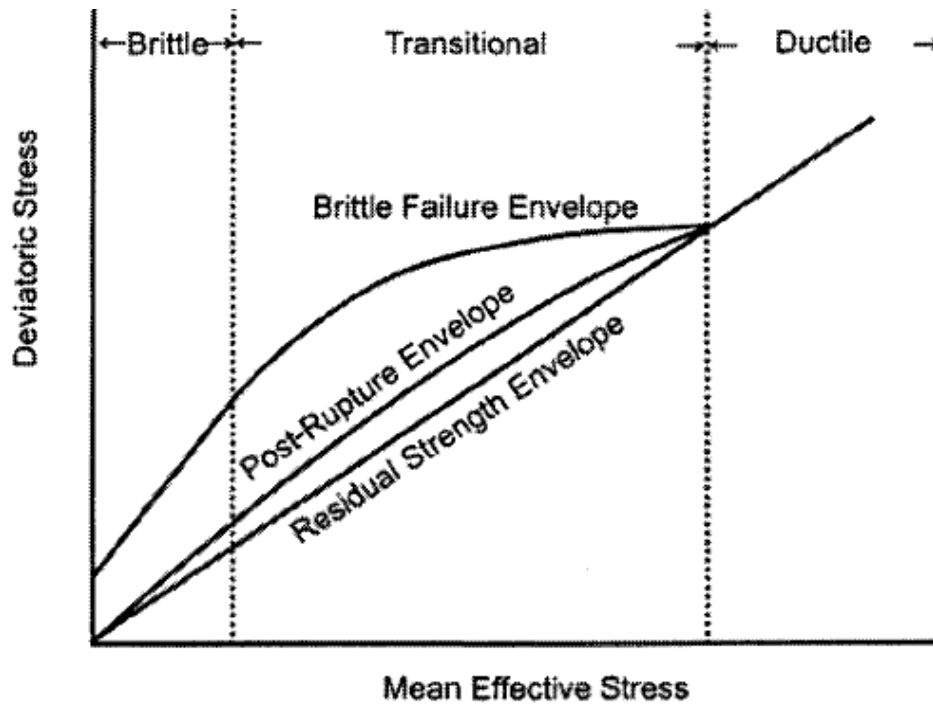 Brittle
Transitional
Ductile
Brittle Failure Envelope
Post-Rupture Envelope
Residual Strength Envelope
Deviatoric Stress
Mean Effective Stress